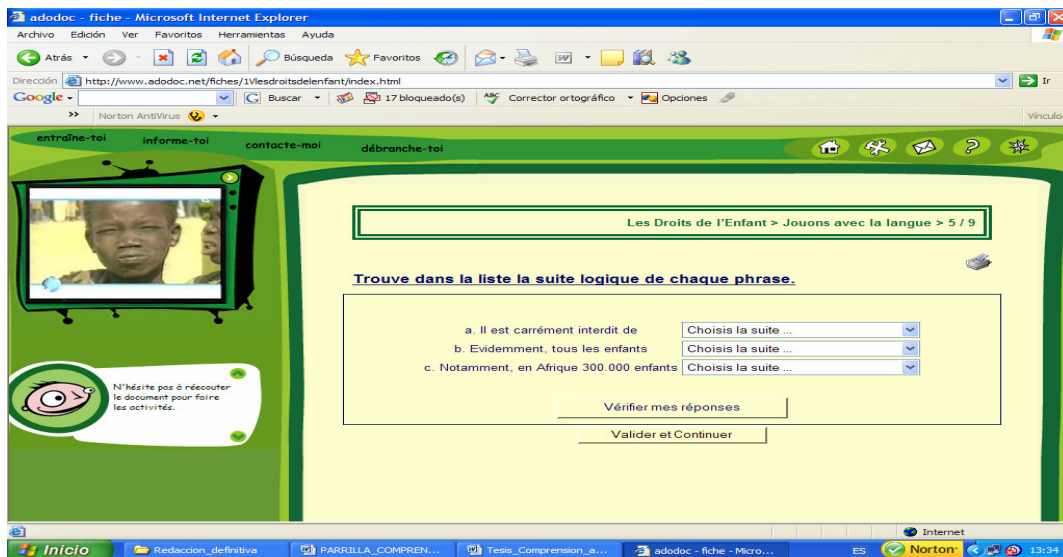 adodoc - fiche - Microsoft Internet Explorer
Archivo Edición Ver Favoritos Herramientas Ayuda
Atrás Búsqueda Favoritos
Dirección http://www.adodoc.net/fiches/1Vlesdroitsdelenfant/index.html Ir
Google Buscar 17 bloqueado(s) ABC Corrector ortográfico Opciones
>> Norton AntiVirus Vínculo
entraîne-toi informe-toi contacte-moi débranche-toi
Les Droits de l'Enfant > Jouons avec la langue > 5 / 9
Trouve dans la liste la suite logique de chaque phrase.
a. Il est carrément interdit de Choisis la suite ...
b. Evidemment, tous les enfants Choisis la suite ...
c. Notamment, en Afrique 300.000 enfants Choisis la suite ...
Vérifier mes réponses
Valider et Continuer
N'hésite pas à réécouter
le document pour faire
les activités.
Internet
Inicio Redaccion_definitiva PARRILLA_COMPREN... Tesis_Comprension_a... adodoc - fiche - Micro... ES Norton 13:34